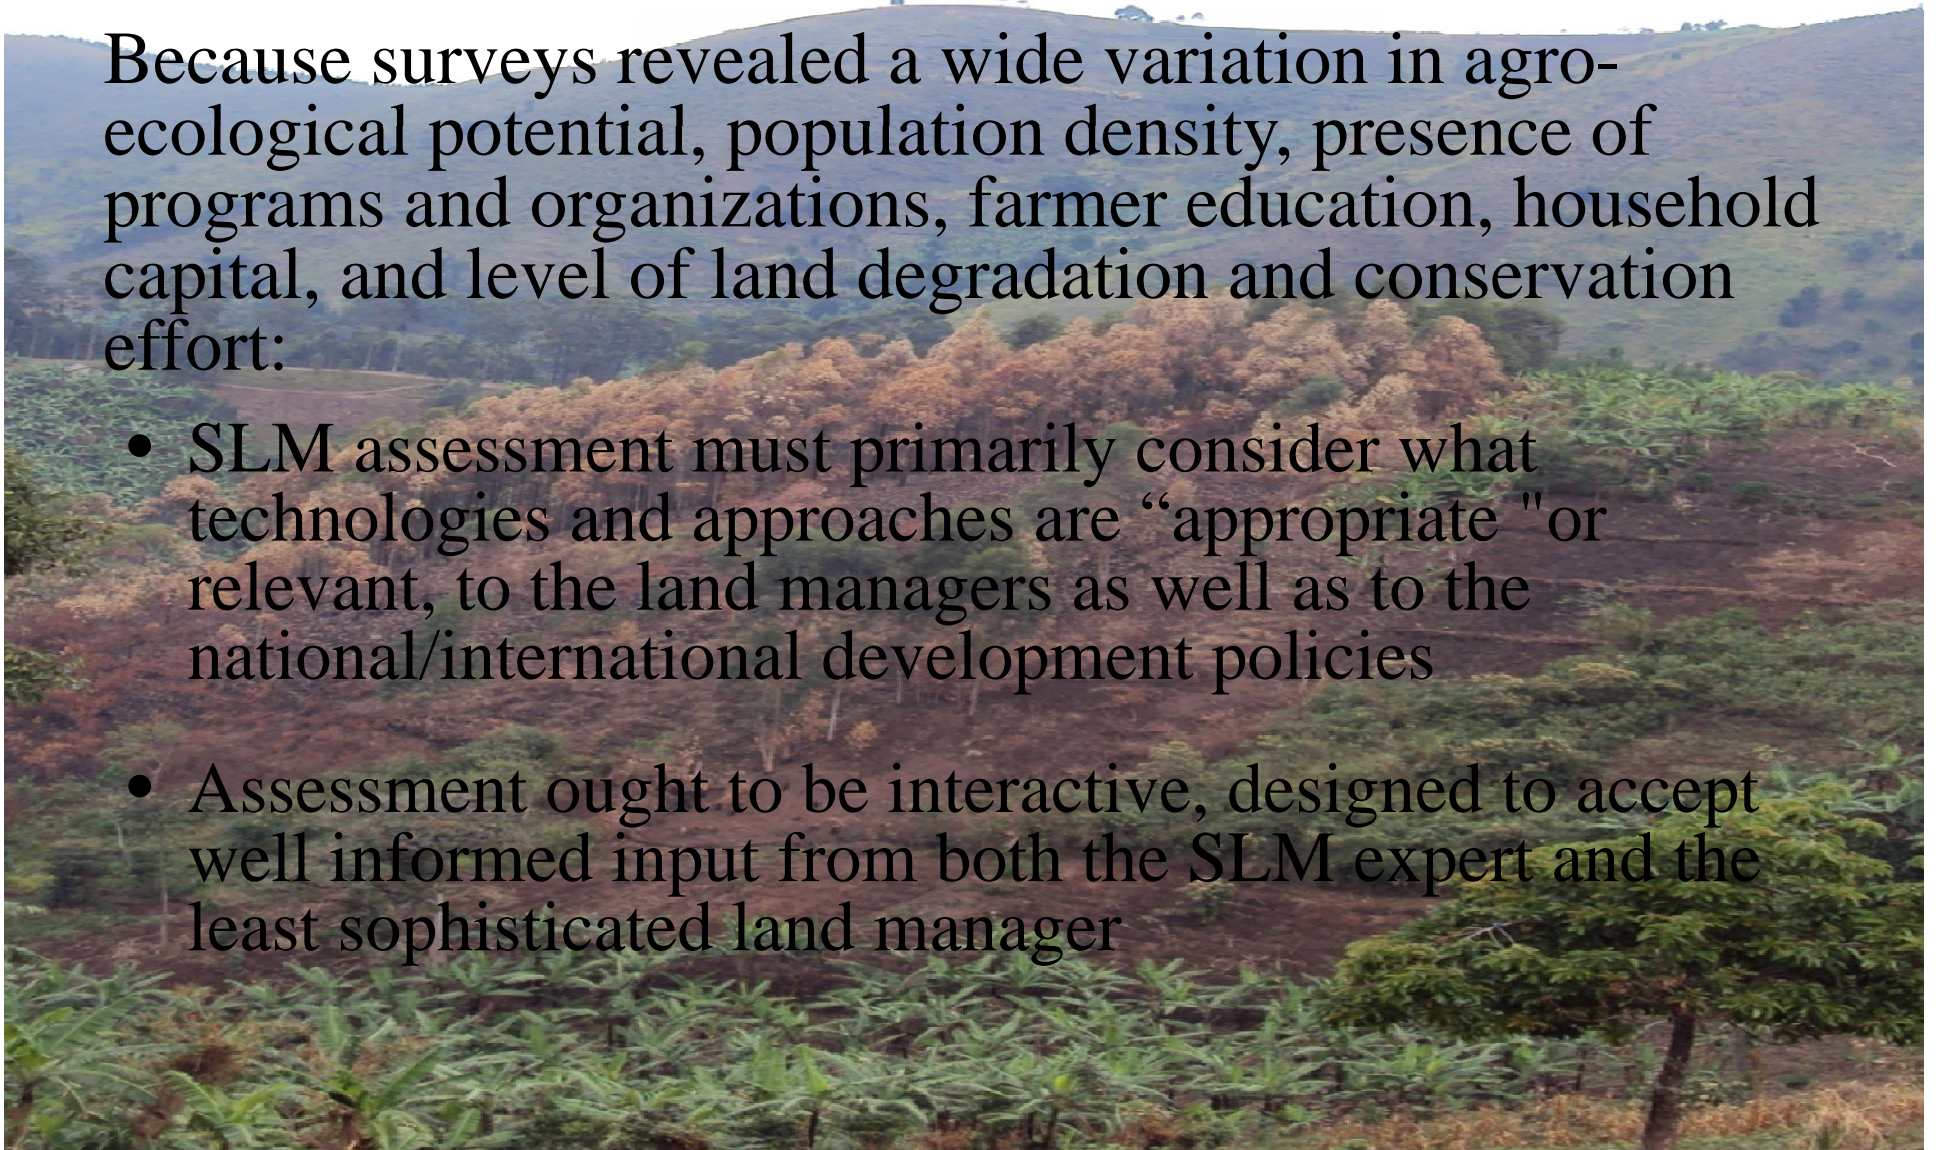 Because surveys revealed a wide variation in agro-
ecological potential, population density, presence of
programs and organizations, farmer education, household
capital, and level of land degradation and conservation
effort:
• SLM assessment must primarily consider what
technologies and approaches are “appropriate "or
relevant, to the land managers as well as to the
national/international development policies
• Assessment ought to be interactive, designed to accept
well informed input from both the SLM expert and the
least sophisticated land manager